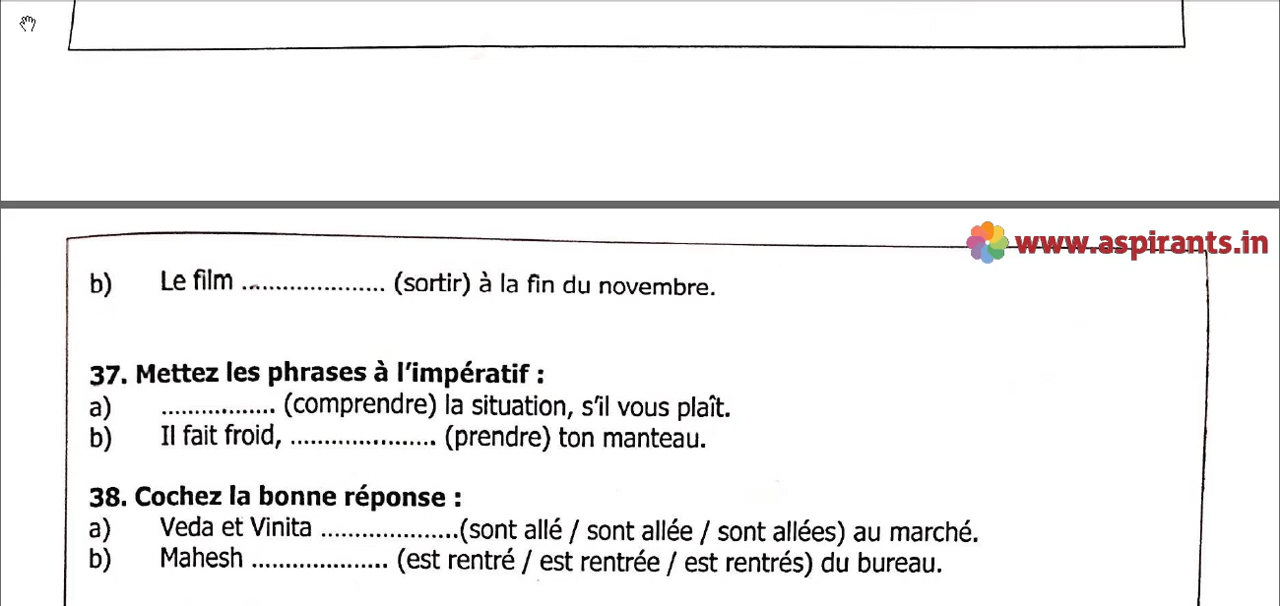 www.aspirants.in
b) Le film ..................... (sortir) à la fin du novembre.
37. Mettez les phrases à l'impératif :
a) ................. (comprendre) la situation, s'il vous plaît.
b) Il fait froid, ...................... (prendre) ton manteau.
38. Cochez la bonne réponse :
a) Veda et Vinita .....................(sont allé / sont allée / sont allées) au marché.
b) Mahesh .................... (est rentré / est rentrée / est rentrés) du bureau.